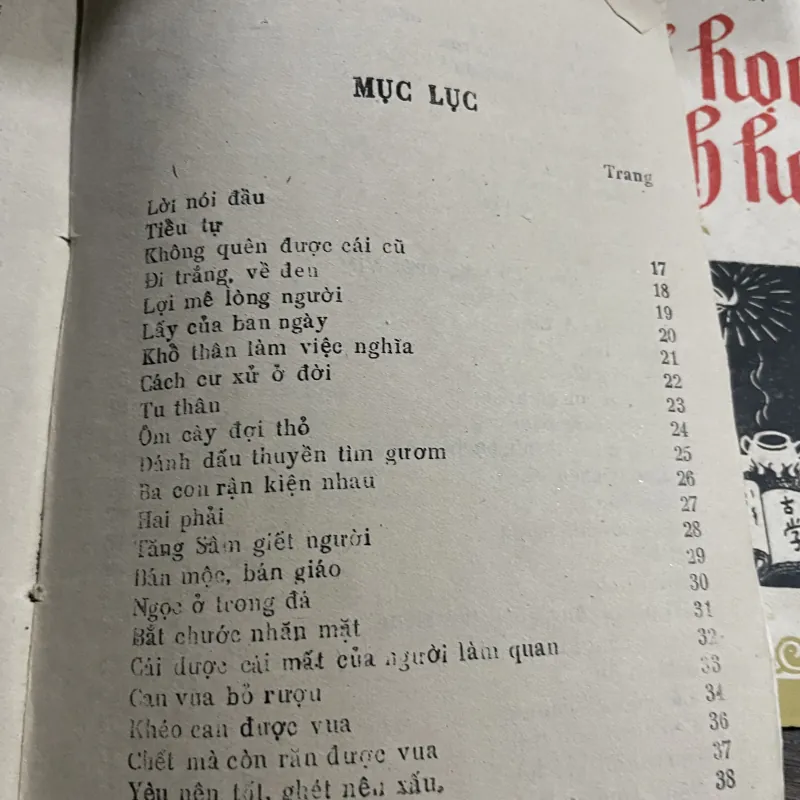 MỤC LỤC
Trang
Lời nói đầu
Tiểu tự 17
Không quên được cái cũ 18
Đi trắng, về đen 19
Lợi mê lòng người 20
Lấy của ban ngày 21
Khổ thân làm việc nghĩa 22
Cách cư xử ở đời 23
Tu thân 24
Ôm cày đợi thỏ 25
Đánh dấu thuyền tìm gươm 26
Ba con rận kiện nhau 27
Hai phải 28
Tăng Sâm giết người 29
Bán mộc, bán giáo 30
Ngọc ở trong đá 31
Bắt chước nhăn mặt 32
Cái được cái mất của người làm quan 33
Can vua bỏ rượu 34
Khéo can được vua 36
Chết mà còn răn được vua 37
Yêu nên tốt, ghét nên xấu, 38
học
h h
古
学